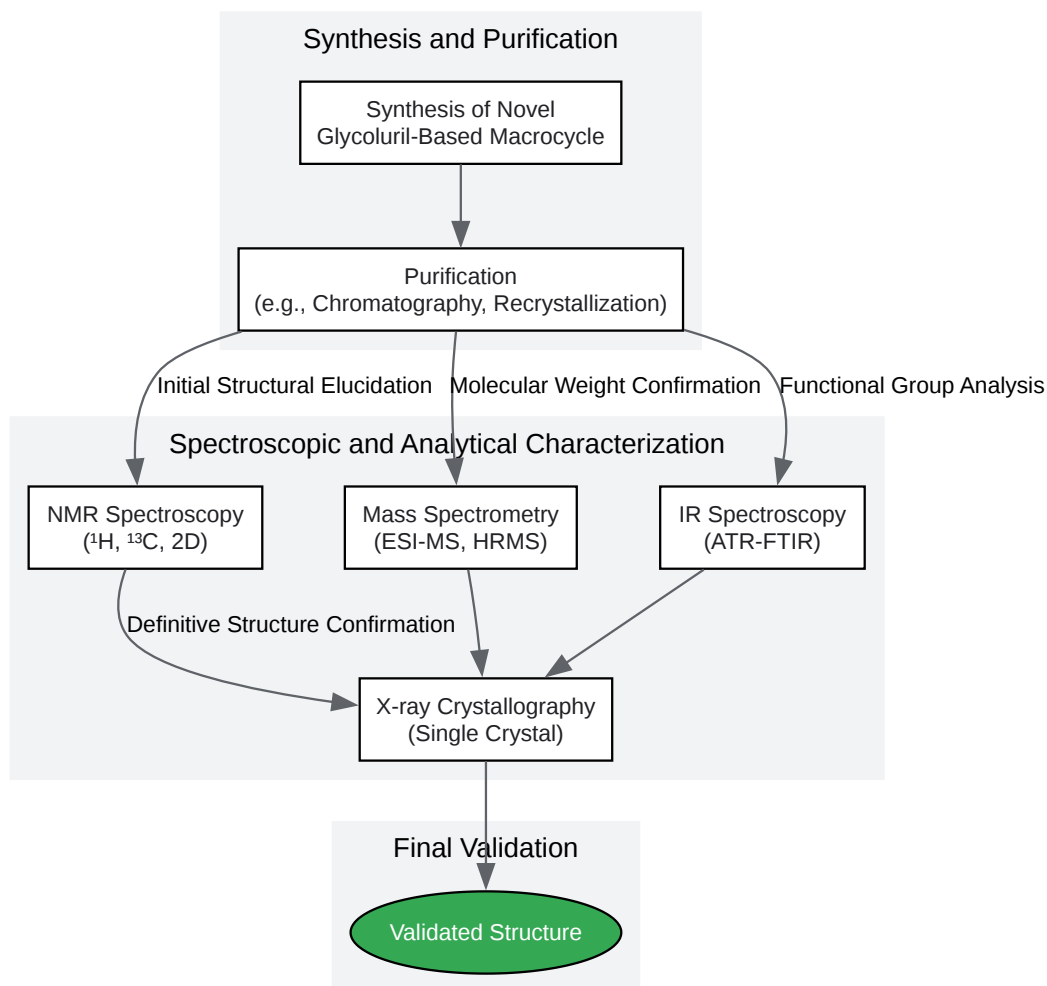 Synthesis and Purification
Synthesis of Novel
Glycoluril-Based Macrocycle
Purification
(e.g., Chromatography, Recrystallization)
Initial Structural Elucidation
Molecular Weight Confirmation
Functional Group Analysis
Spectroscopic and Analytical Characterization
NMR Spectroscopy
(¹H, ¹³C, 2D)
Mass Spectrometry
(ESI-MS, HRMS)
IR Spectroscopy
(ATR-FTIR)
Definitive Structure Confirmation
X-ray Crystallography
(Single Crystal)
Final Validation
Validated Structure